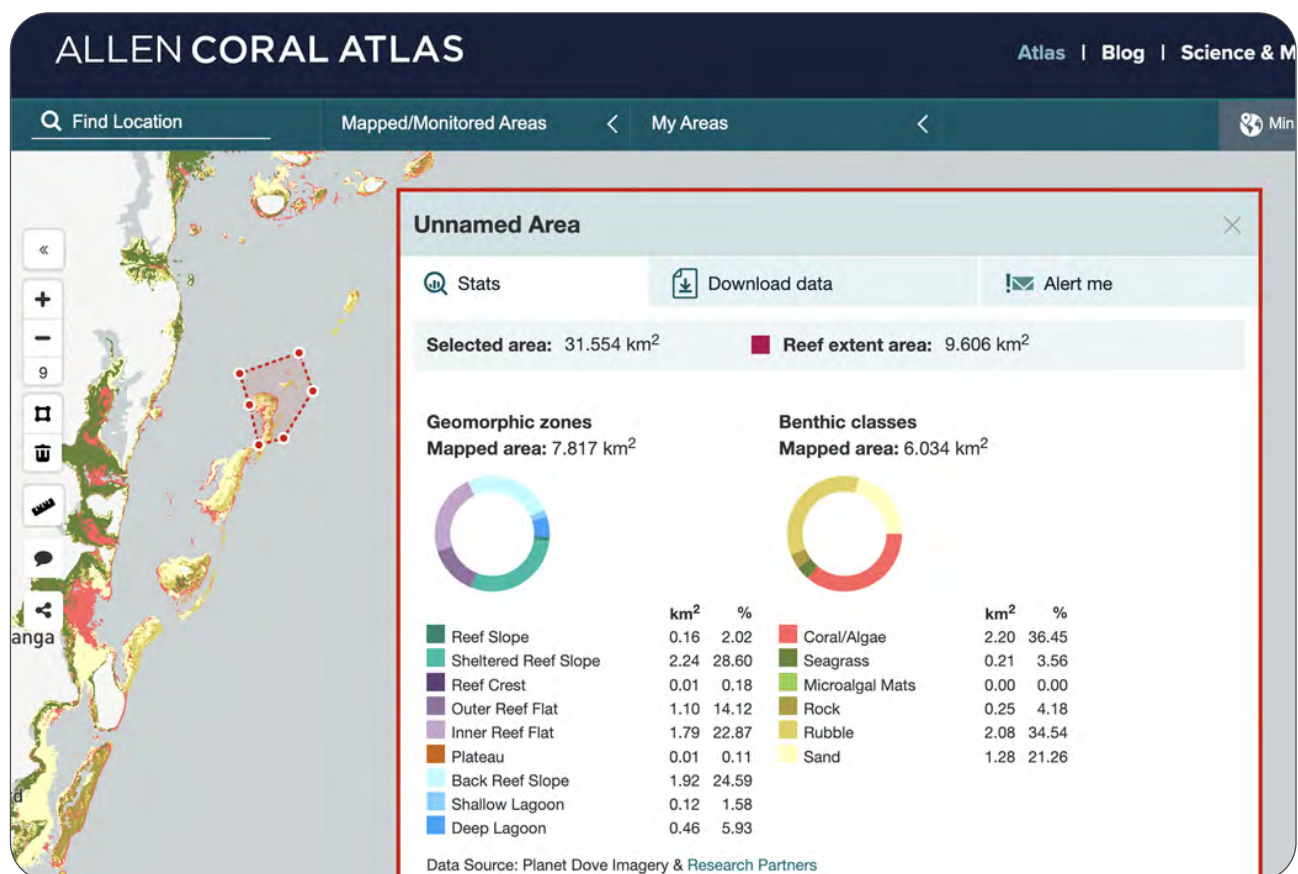 ALLEN CORAL ATLAS
Atlas | Blog | Science & M
Find Location
Mapped/Monitored Areas
My Areas
Min
Unnamed Area
Stats
Download data
Alert me
Selected area: 31.554 km²
Reef extent area: 9.606 km²
9
Geomorphic zones
Mapped area: 7.817 km²
km² %
Reef Slope 0.16 2.02
Sheltered Reef Slope 2.24 28.60
Reef Crest 0.01 0.18
Outer Reef Flat 1.10 14.12
Inner Reef Flat 1.79 22.87
Plateau 0.01 0.11
Back Reef Slope 1.92 24.59
Shallow Lagoon 0.12 1.58
Deep Lagoon 0.46 5.93
Benthic classes
Mapped area: 6.034 km²
km² %
Coral/Algae 2.20 36.45
Seagrass 0.21 3.56
Microalgal Mats 0.00 0.00
Rock 0.25 4.18
Rubble 2.08 34.54
Sand 1.28 21.26
anga
d
Data Source: Planet Dove Imagery & Research Partners